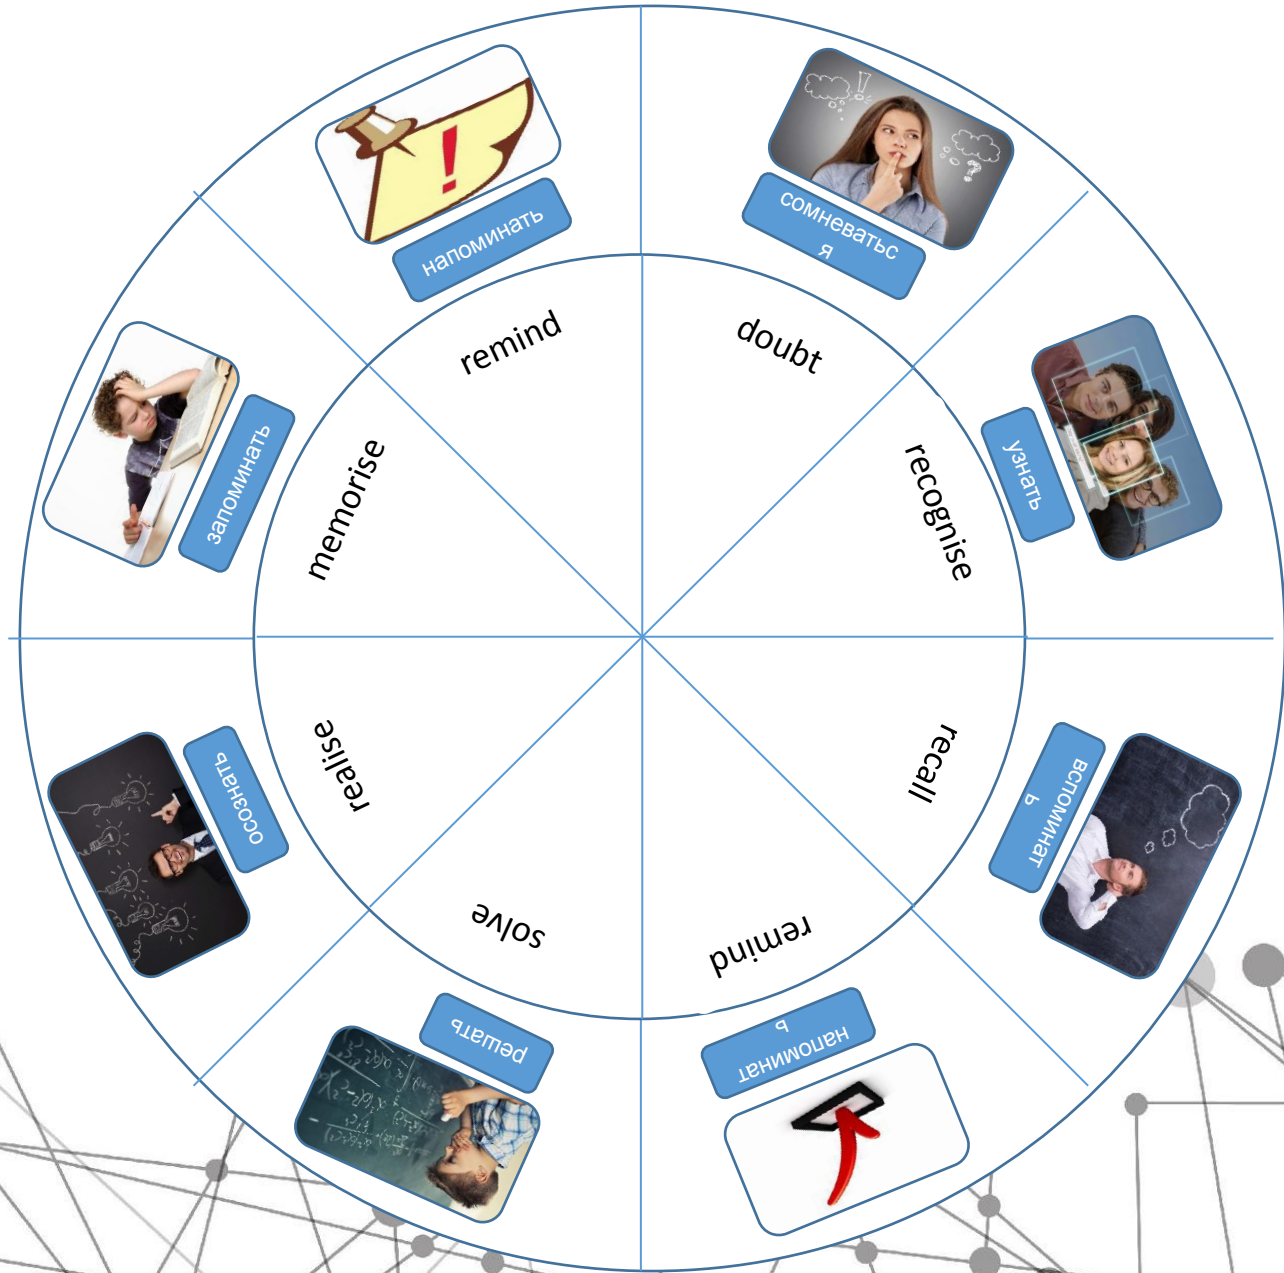 напоминать
remind
сомневатьс
я
doubt
узнать
recognise
вспоминат
ь
recall
напоминат
ь
remind
решать
solve
осознать
realise
запоминать
memorise